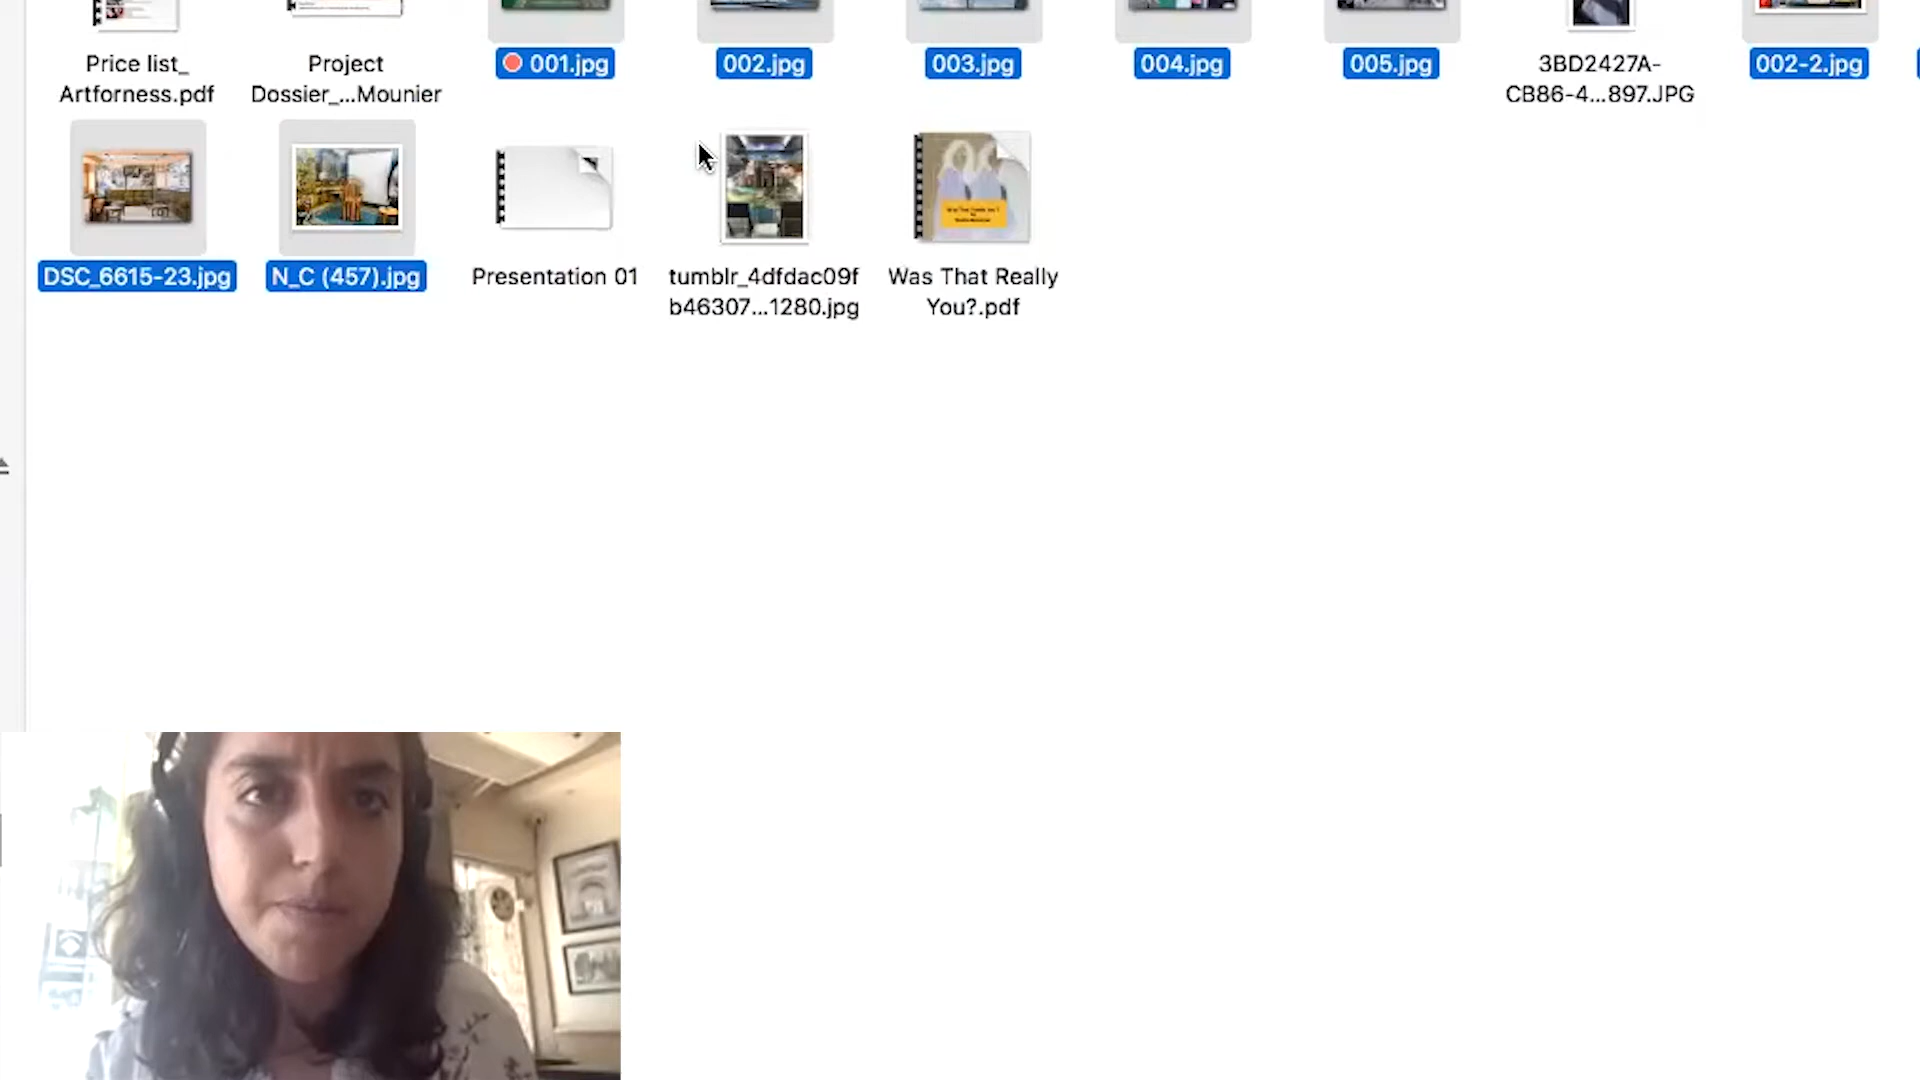 Price list_
Artforness.pdf
Project
Dossier_...Mounier
001.jpg
002.jpg
003.jpg
004.jpg
005.jpg
3BD2427A-
CB86-4...897.JPG
002-2.jpg
DSC_6615-23.jpg
N_C (457).jpg
Presentation 01
tumblr_4dfdac09f
b46307...1280.jpg
Was That Really
You?.pdf